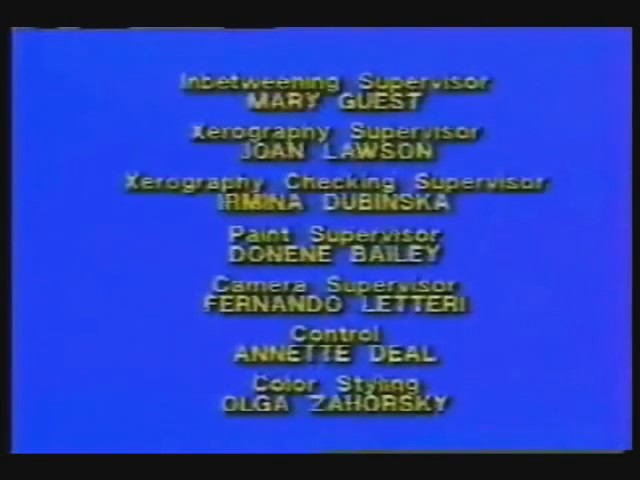 Inbetweening Supervisor
MARY GUEST
Xerography Supervisor
JOAN LAWSON
Xerography Checking Supervisor
IRMINA DUBINSKA
Paint Supervisor
DONENE BAILEY
Camera Supervisor
FERNANDO LETTERI
Control
ANNETTE DEAL
Color Styling
OLGA ZAHORSKY